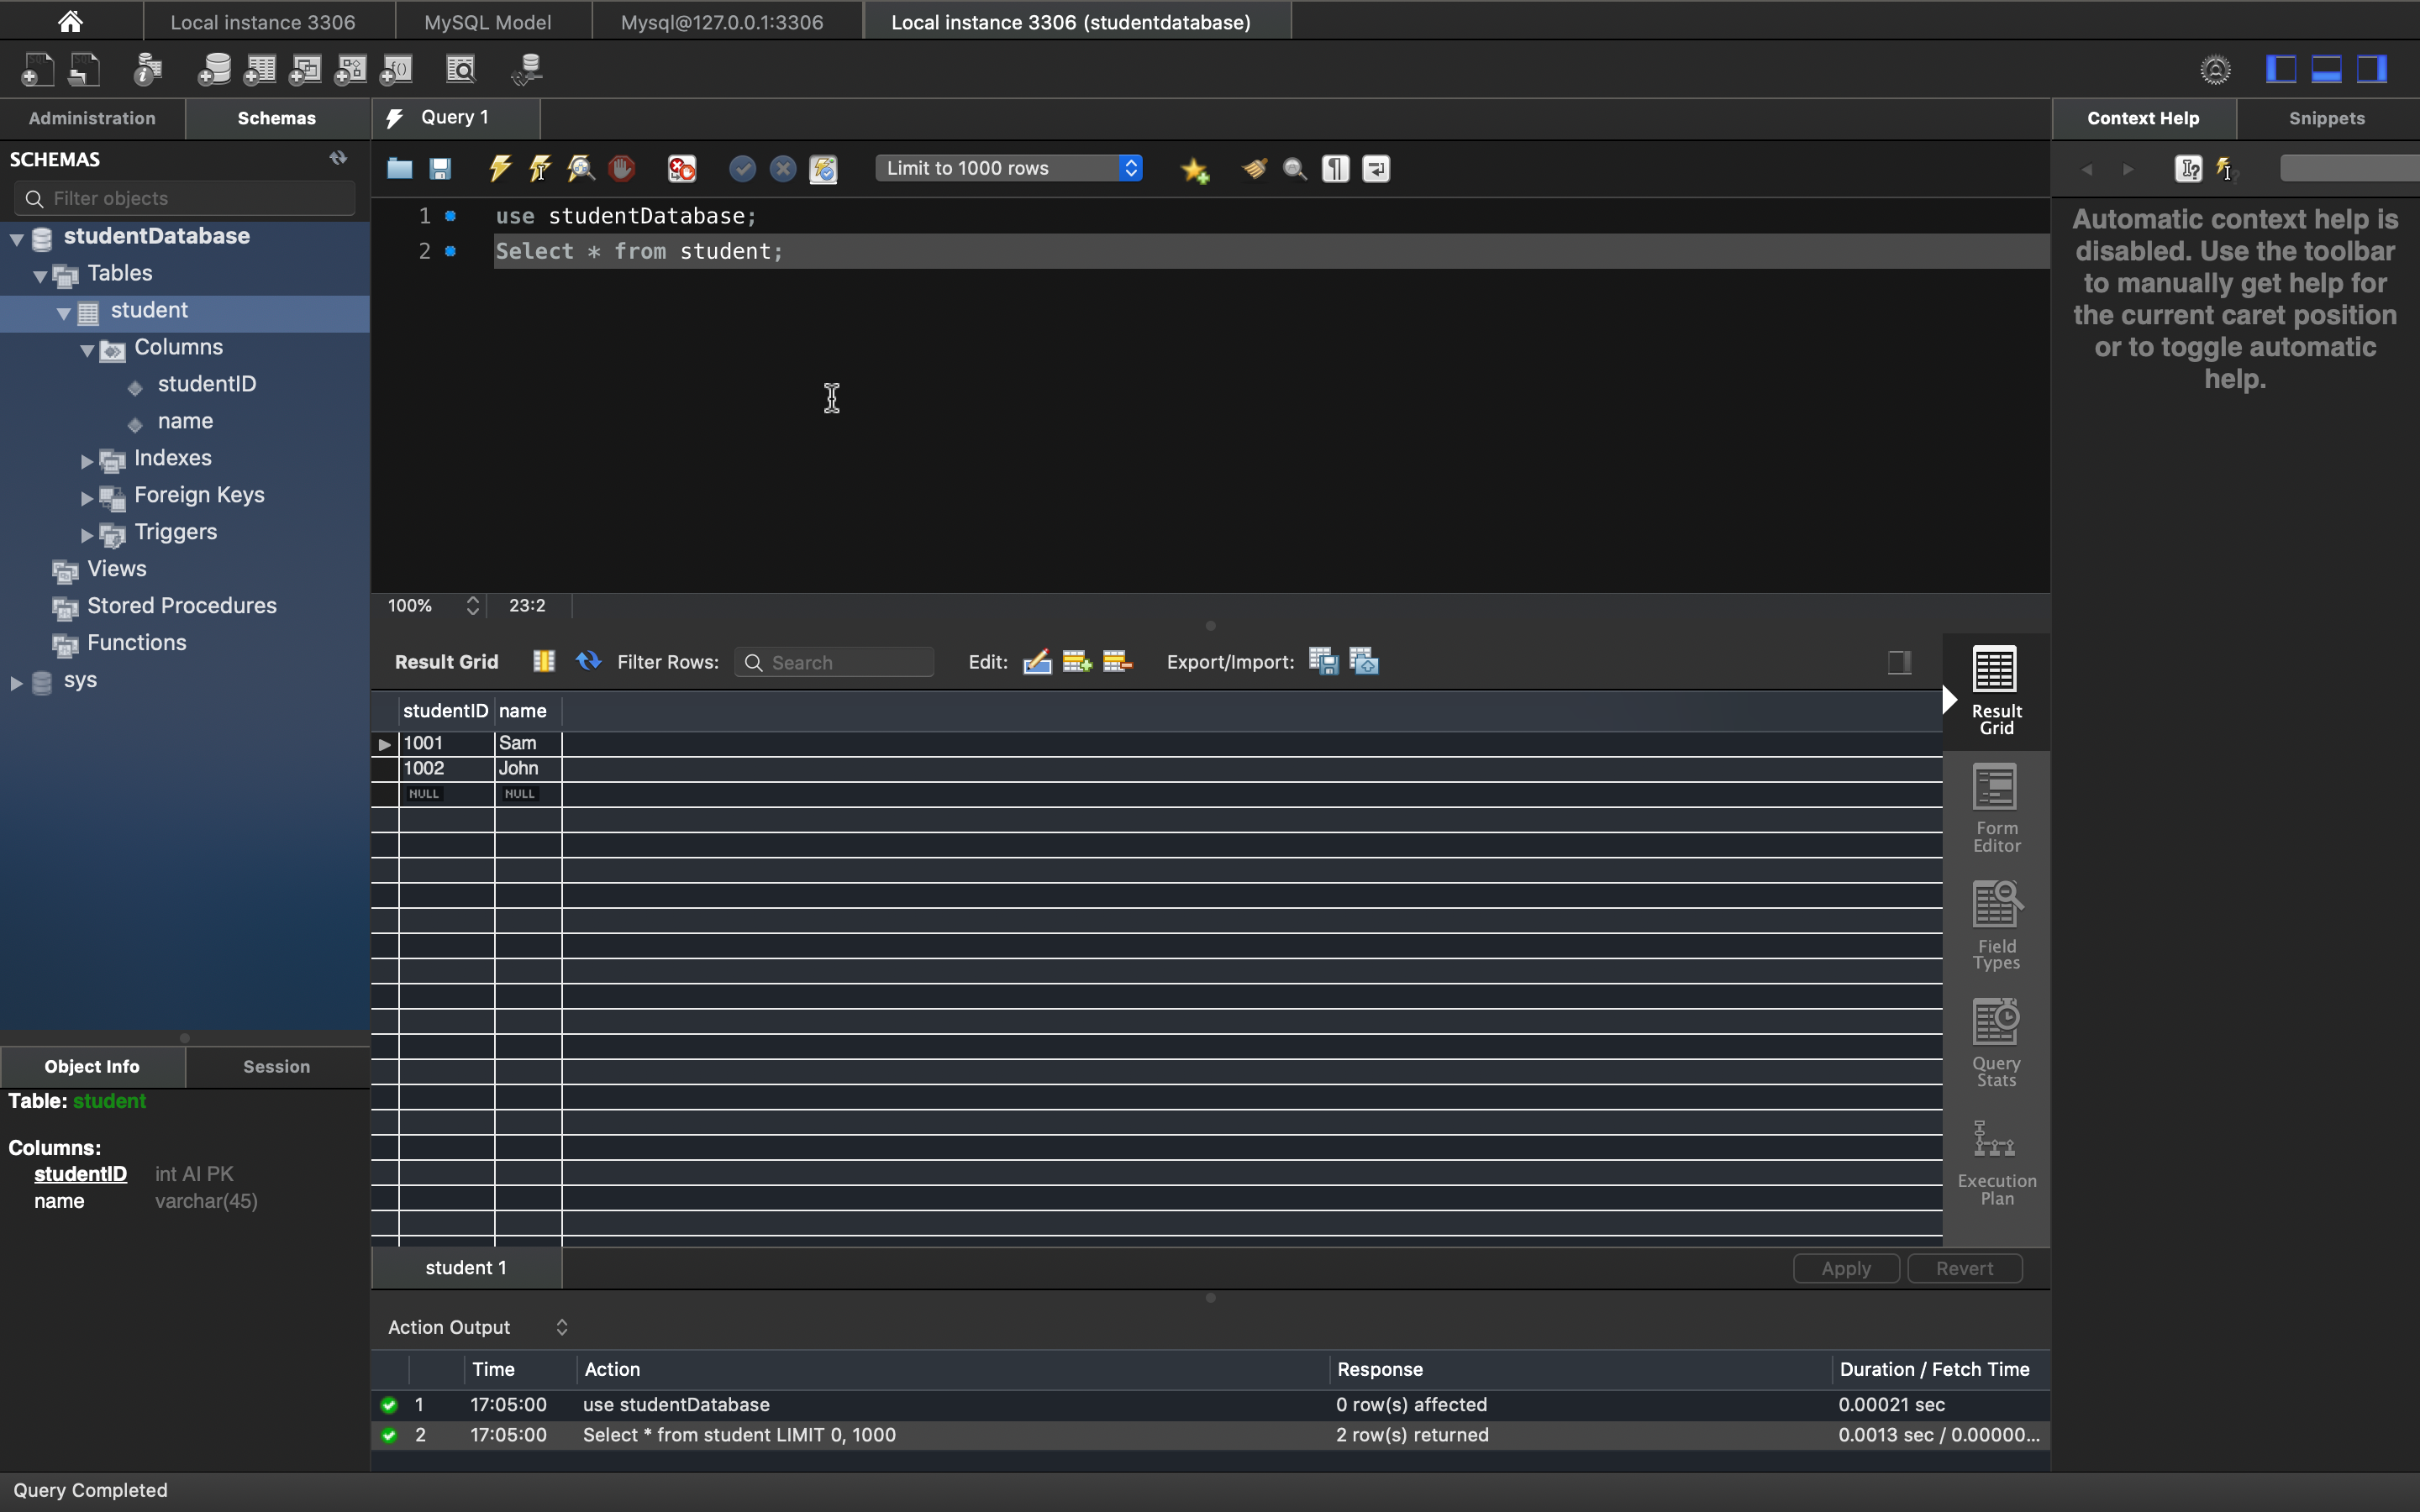 Local instance 3306
MySQL Model
Mysql@127.0.0.1:3306
Local instance 3306 (studentdatabase)
Administration
Schemas
Query 1
Context Help
Snippets
SCHEMAS
Filter objects
studentDatabase
Tables
student
Columns
studentID
name
Indexes
Foreign Keys
Triggers
Views
Stored Procedures
Functions
sys
Limit to 1000 rows
1 use studentDatabase;
2 Select * from student;
Automatic context help is
disabled. Use the toolbar
to manually get help for
the current caret position
or to toggle automatic
help.
100% 23:2
Result Grid
Filter Rows:
Search
Edit:
Export/Import:
studentID name
1001 Sam
1002 John
NULL NULL
Result
Grid
Form
Editor
Field
Types
Query
Stats
Execution
Plan
Object Info
Session
Table: student
Columns:
studentID int AI PK
name varchar(45)
student 1
Apply
Revert
Action Output
Time Action Response Duration / Fetch Time
1 17:05:00 use studentDatabase 0 row(s) affected 0.00021 sec
2 17:05:00 Select * from student LIMIT 0, 1000 2 row(s) returned 0.0013 sec / 0.00000...
Query Completed